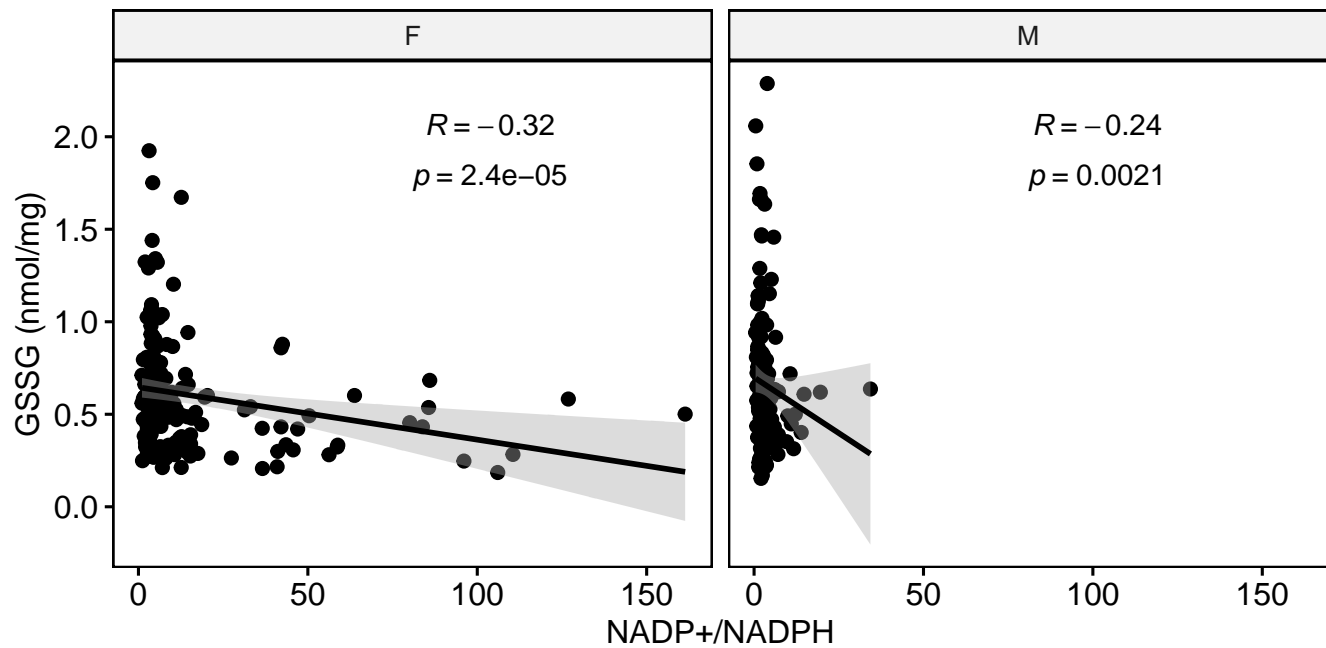 F
M
R = −0.32
p = 2.4e−05
R = −0.24
p = 0.0021
GSSG (nmol/mg)
2.0
1.5
1.0
0.5
0.0
0 50 100 150
0 50 100 150
NADP+/NADPH